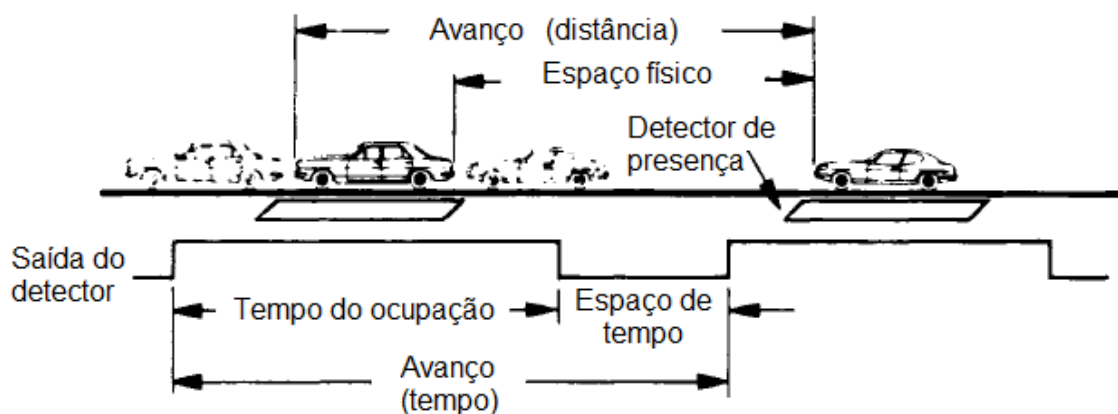 Avanço (distância)
Espaço físico
Detector de
presença
Saída do
detector
Tempo do ocupação
Espaço de
tempo
Avanço
(tempo)